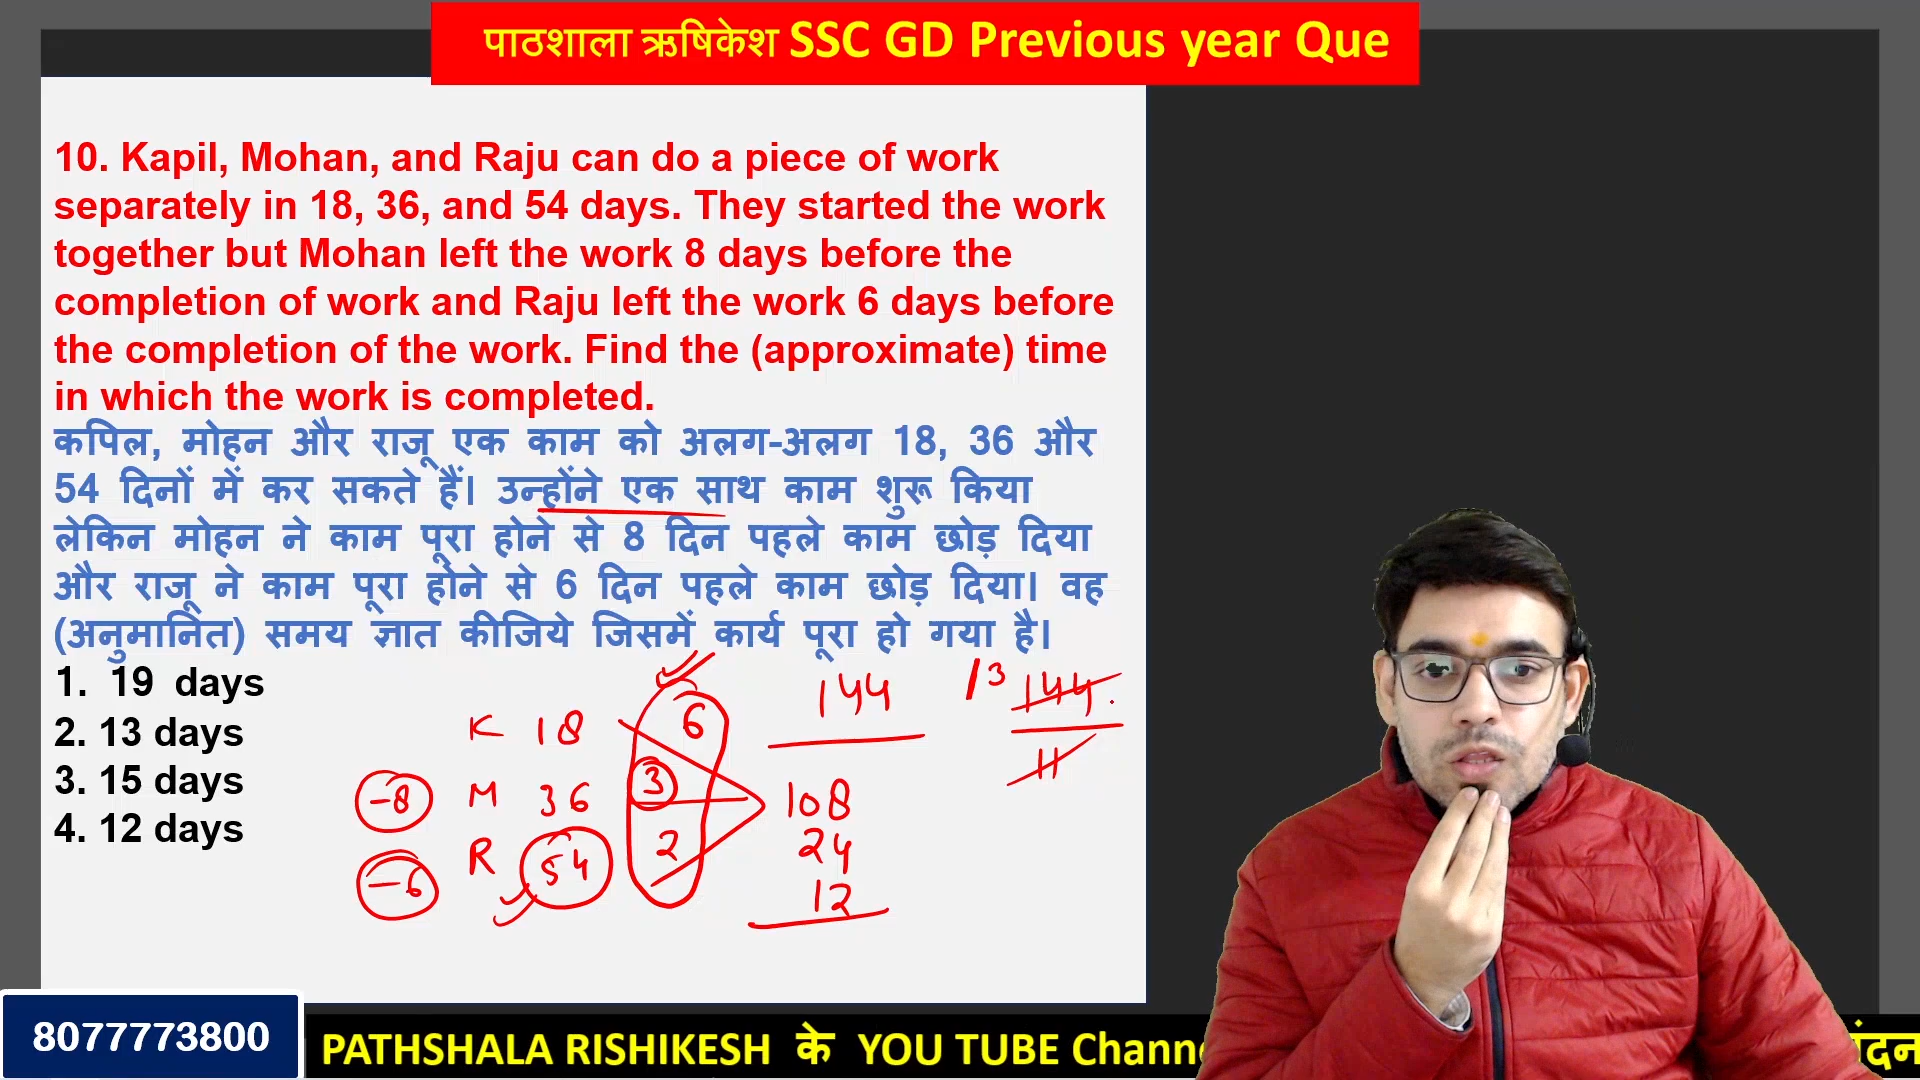 पाठशाला ऋषिकेश SSC GD Previous year Que
10. Kapil, Mohan, and Raju can do a piece of work
separately in 18, 36, and 54 days. They started the work
together but Mohan left the work 8 days before the
completion of work and Raju left the work 6 days before
the completion of the work. Find the (approximate) time
in which the work is completed.
कपिल, मोहन और राजू एक काम को अलग-अलग 18, 36 और
54 दिनों में कर सकते हैं। उन्होंने एक साथ काम शुरू किया
लेकिन मोहन ने काम पूरा होने से 8 दिन पहले काम छोड़ दिया
और राजू ने काम पूरा होने से 6 दिन पहले काम छोड़ दिया। वह
(अनुमानित) समय ज्ञात कीजिये जिसमें कार्य पूरा हो गया है।
1. 19 days
2. 13 days
3. 15 days
4. 12 days
K 18 6
-8 M 36 3
-6 R 54 2
144
108
24
12
13 144
11
8077773800
PATHSHALA RISHIKESH के YOU TUBE Chann